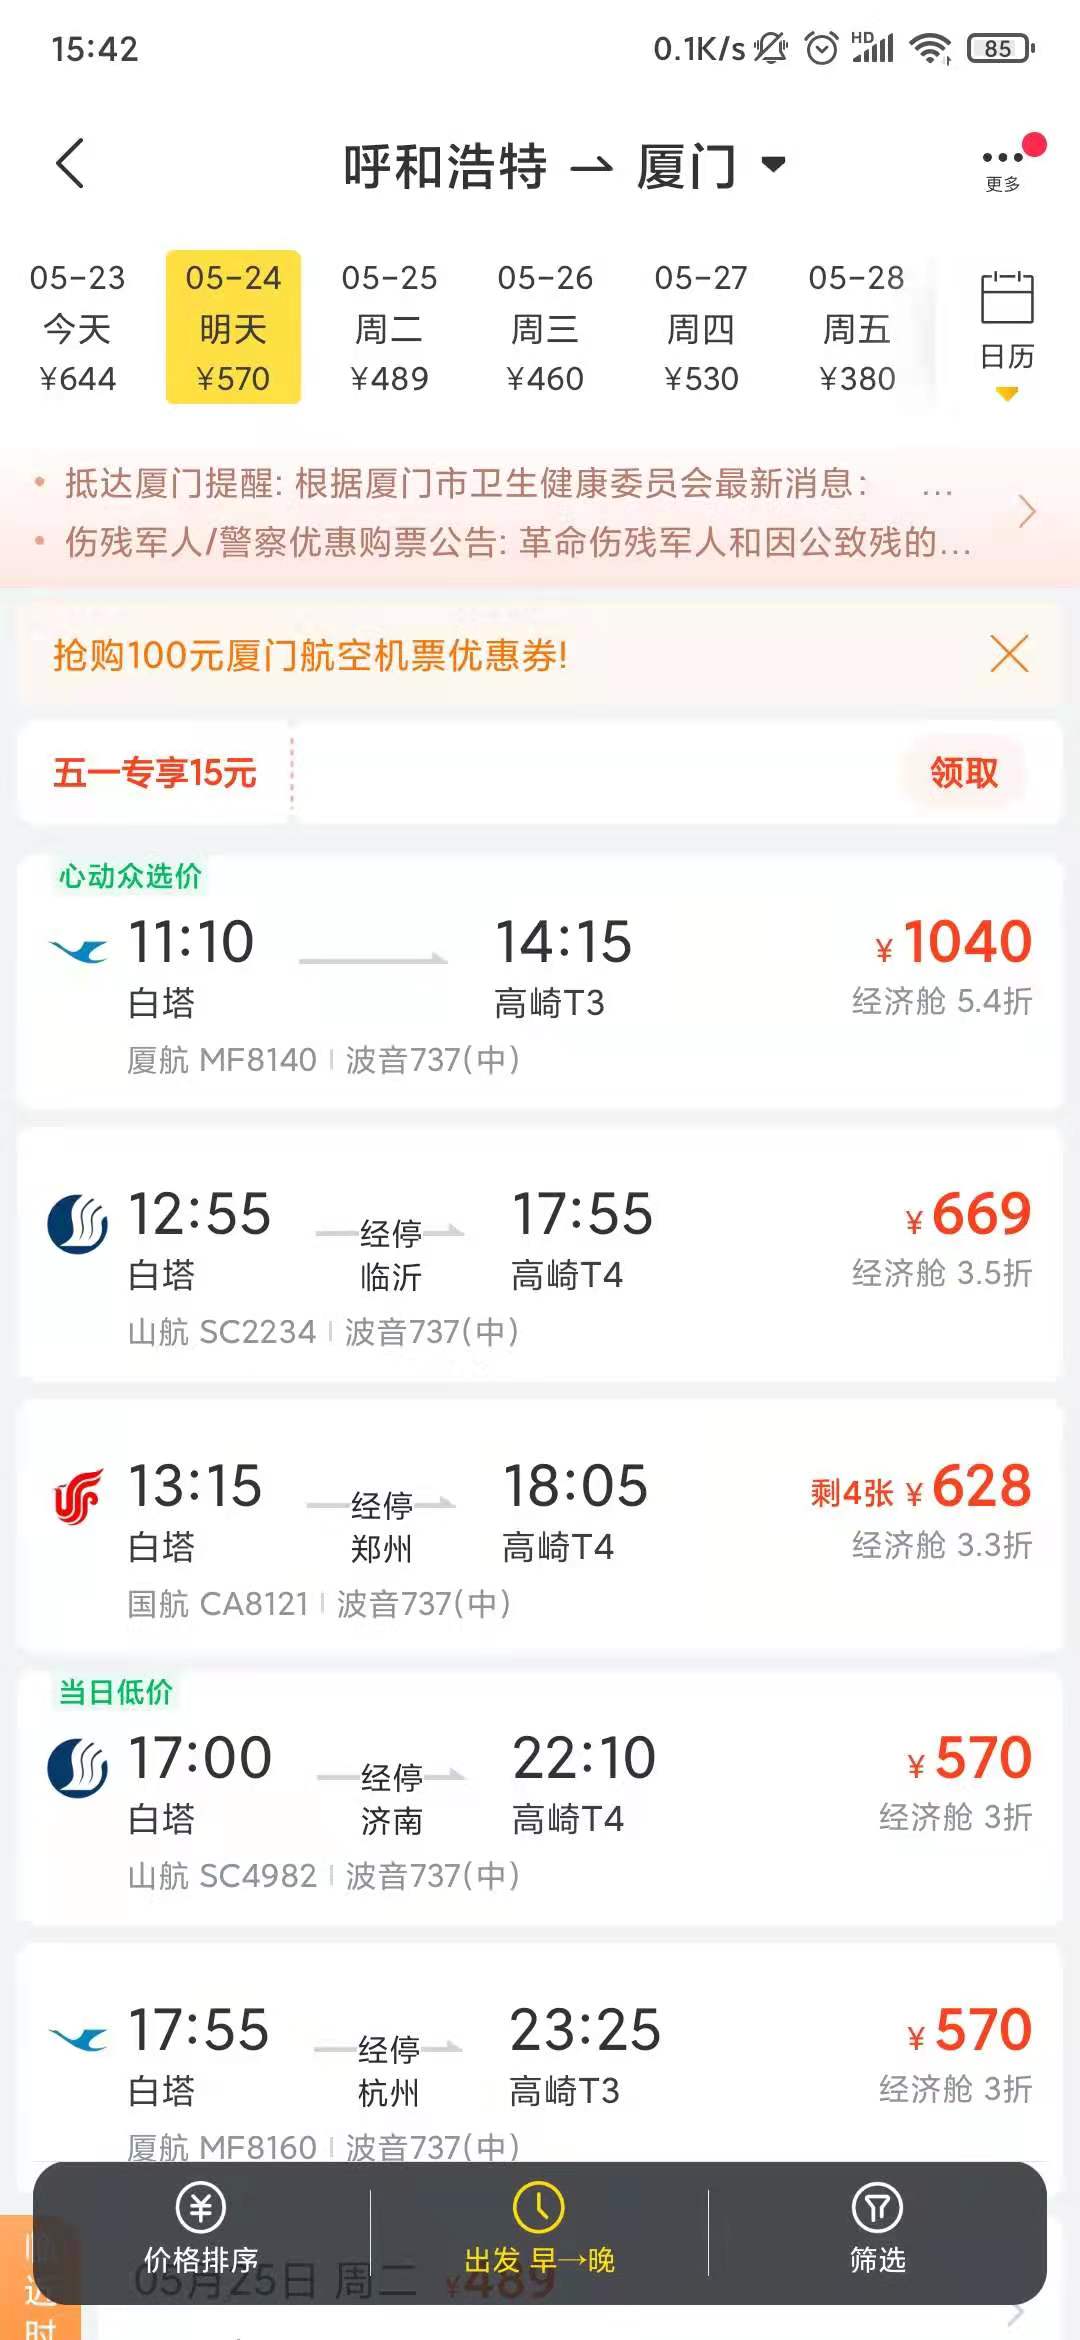 15:42
0.1K/s HD 85
呼和浩特 厦门
更多
05-23 05-24 05-25 05-26 05-27 05-28
今天 明天 周二 周三 周四 周五 日历
¥644 ¥570 ¥489 ¥460 ¥530 ¥380
• 抵达厦门提醒: 根据厦门市卫生健康委员会最新消息: ...
• 伤残军人/警察优惠购票公告: 革命伤残军人和因公致残的...
抢购100元厦门航空机票优惠券!
五一专享15元 领取
心动众选价
11:10 14:15 ¥1040
白塔 高崎T3 经济舱 5.4折
厦航 MF8140 | 波音737(中)
12:55 经停 17:55 ¥669
白塔 临沂 高崎T4 经济舱 3.5折
山航 SC2234 | 波音737(中)
13:15 经停 18:05 剩4张 ¥628
白塔 郑州 高崎T4 经济舱 3.3折
国航 CA8121 | 波音737(中)
当日低价
17:00 经停 22:10 ¥570
白塔 济南 高崎T4 经济舱 3折
山航 SC4982 | 波音737(中)
17:55 经停 23:25 ¥570
白塔 杭州 高崎T3 经济舱 3折
厦航 MF8160 | 波音737(中)
价格排序 出发 早→晚 筛选
05月25日 周二 ¥489